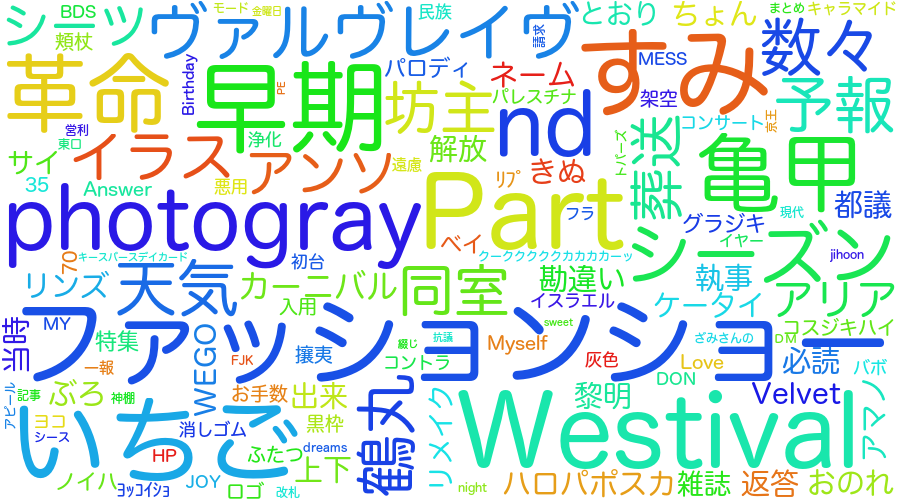 シーツ
BDS
頬杖
ヴァルヴレイヴ
モード
金曜日
民族
請求
とおり
ちょん
まとめ
キャラマイド
数々
革命
Birthday
早期
PE
パロディ
坊主
ネーム
nd
すみ
MESS
架空
パレスチナ
コンサート
京王
予報
営利
東口
イラス
浄化
アンソ
遠慮
解放
きぬ
トパーズ
葬送
亀甲
サイ
35
Answer
悪用
リプ
フラ
グラジキ
都議
現代
photogray
Part
ベイ
イヤー
シーズン
jihoon
70
キースバースデイカード
初台
クークククククカカカカーッ
リンズ
天気
カーニバル
同室
勘違い
執事
入用
イスラエル
ケータイ
アリア
当時
MY
特集
WEGO
ファッションショー
sweet
綴じ
抗議
Myself
ざみさんの
DM
コスジキハイ
一報
FJK
攘実
コントラ
灰色
Love
必読
バボ
DON
アピール
記事
ぶろ
神棚
お手数
出来
鶴丸
リメイク
黎明
Velvet
アマノ
ヨコ
シース
いちご
消しゴム
黒枠
ふたつ
dreams
Westival
HP
上下
ノイハ
ヨッコイショ
JOY
ロゴ
改札
night
ハロパポスカ
雑誌
返答
おのれ